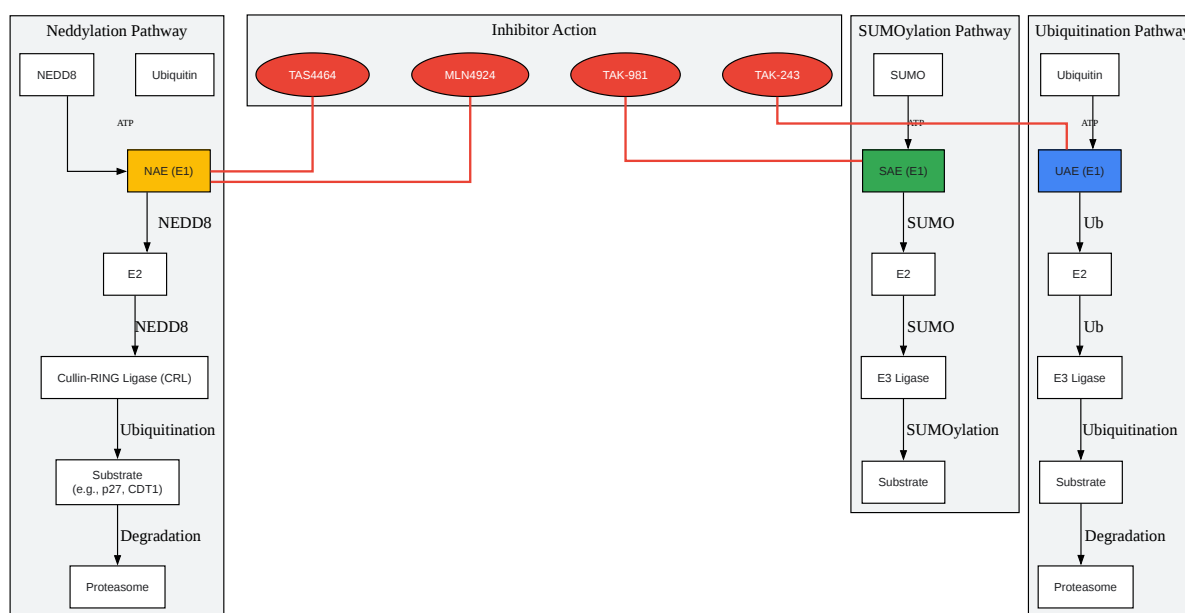 Neddylation Pathway
NEDD8
Ubiquitin
ATP
NAE (E1)
NEDD8
E2
NEDD8
Cullin-RING Ligase (CRL)
Ubiquitination
Substrate
(e.g., p27, CDT1)
Degradation
Proteasome
Inhibitor Action
TAS4464
MLN4924
TAK-981
TAK-243
SUMOylation Pathway
SUMO
ATP
SAE (E1)
SUMO
E2
SUMO
E3 Ligase
SUMOylation
Substrate
Ubiquitination Pathway
Ubiquitin
ATP
UAE (E1)
Ub
E2
Ub
E3 Ligase
Ubiquitination
Substrate
Degradation
Proteasome